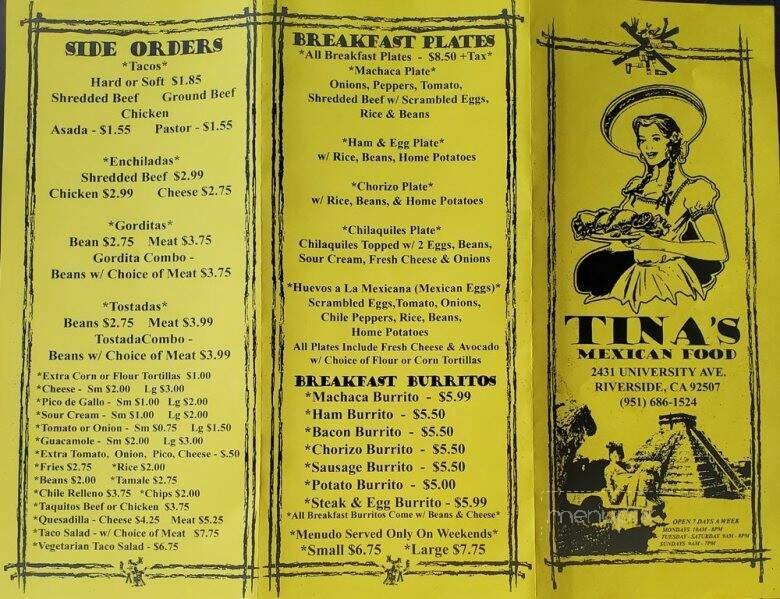 SIDE ORDERS
*Tacos*
Hard or Soft $1.85
Shredded Beef Ground Beef
Chicken
Asada - $1.55 Pastor - $1.55
*Enchiladas*
Shredded Beef $2.99
Chicken $2.99 Cheese $2.75
*Gorditas*
Bean $2.75 Meat $3.75
Gordita Combo -
Beans w/ Choice of Meat $3.75
*Tostadas*
Beans $2.75 Meat $3.99
TostadaCombo -
Beans w/ Choice of Meat $3.99
*Extra Corn or Flour Tortillas $1.00
*Cheese - Sm $2.00 Lg $3.00
*Pico de Gallo - Sm $1.00 Lg $2.00
*Sour Cream - Sm $1.00 Lg $2.00
*Tomato or Onion - Sm $0.75 Lg $1.50
*Guacamole - Sm $2.00 Lg $3.00
*Extra Tomato, Onion, Pico, Cheese - $.50
*Fries $2.75 *Rice $2.00
*Beans $2.00 *Tamale $2.75
*Chile Relleno $3.75 *Chips $2.00
*Taquitos Beef or Chicken $3.75
*Quesadilla - Cheese $4.25 Meat $5.25
*Taco Salad - w/ Choice of Meat $7.75
*Vegetarian Taco Salad - $6.75
BREAKFAST PLATES
*All Breakfast Plates - $8.50 +Tax*
*Machaca Plate*
Onions, Peppers, Tomato,
Shredded Beef w/ Scrambled Eggs,
Rice & Beans
*Ham & Egg Plate*
w/ Rice, Beans, Home Potatoes
*Chorizo Plate*
w/ Rice, Beans, & Home Potatoes
*Chilaquiles Plate*
Chilaquiles Topped w/ 2 Eggs, Beans,
Sour Cream, Fresh Cheese & Onions
*Huevos a La Mexicana (Mexican Eggs)*
Scrambled Eggs,Tomato, Onions,
Chile Peppers, Rice, Beans,
Home Potatoes
All Plates Include Fresh Cheese & Avocado
w/ Choice of Flour or Corn Tortillas
BREAKFAST BURRITOS
*Machaca Burrito - $5.99
*Ham Burrito - $5.50
*Bacon Burrito - $5.50
*Chorizo Burrito - $5.50
*Sausage Burrito - $5.50
*Potato Burrito - $5.00
*Steak & Egg Burrito - $5.99
*All Breakfast Burritos Come w/ Beans & Cheese*
*Menudo Served Only On Weekends*
*Small $6.75 *Large $7.75
TINA'S
MEXICAN FOOD
2431 UNIVERSITY AVE.
RIVERSIDE, CA 92507
(951) 686-1524
OPEN 7 DAYS A WEEK
MONDAYS 10AM - 8PM
TUESDAY - SATURDAY 9AM - 8PM
SUNDAYS 9AM - 7PM